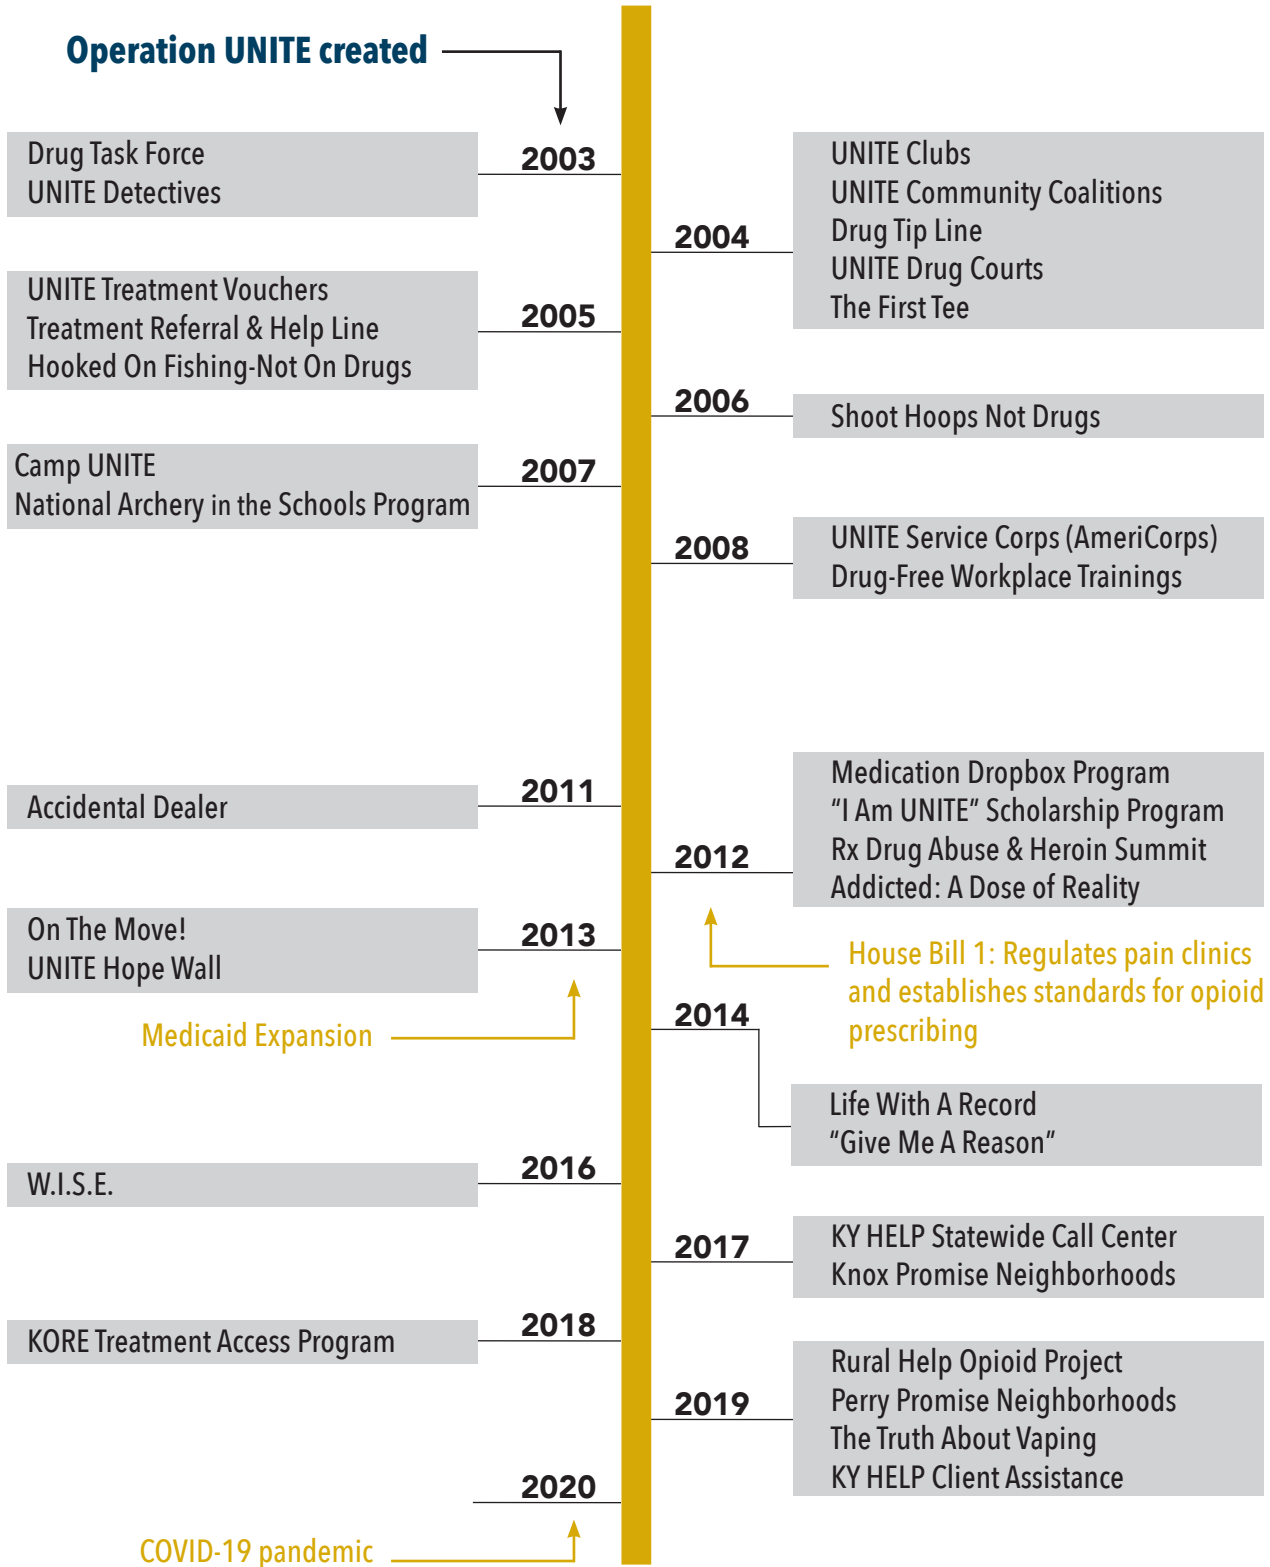 Operation UNITE created
2003
Drug Task Force
UNITE Detectives
2004
UNITE Clubs
UNITE Community Coalitions
Drug Tip Line
UNITE Drug Courts
The First Tee
2005
UNITE Treatment Vouchers
Treatment Referral & Help Line
Hooked On Fishing-Not On Drugs
2006
Shoot Hoops Not Drugs
2007
Camp UNITE
National Archery in the Schools Program
2008
UNITE Service Corps (AmeriCorps)
Drug-Free Workplace Trainings
2011
Accidental Dealer
2012
Medication Dropbox Program
“I Am UNITE” Scholarship Program
Rx Drug Abuse & Heroin Summit
Addicted: A Dose of Reality
House Bill 1: Regulates pain clinics
and establishes standards for opioid
prescribing
2013
On The Move!
UNITE Hope Wall
Medicaid Expansion
2014
Life With A Record
“Give Me A Reason”
2016
W.I.S.E.
2017
KY HELP Statewide Call Center
Knox Promise Neighborhoods
2018
KORE Treatment Access Program
2019
Rural Help Opioid Project
Perry Promise Neighborhoods
The Truth About Vaping
KY HELP Client Assistance
2020
COVID-19 pandemic